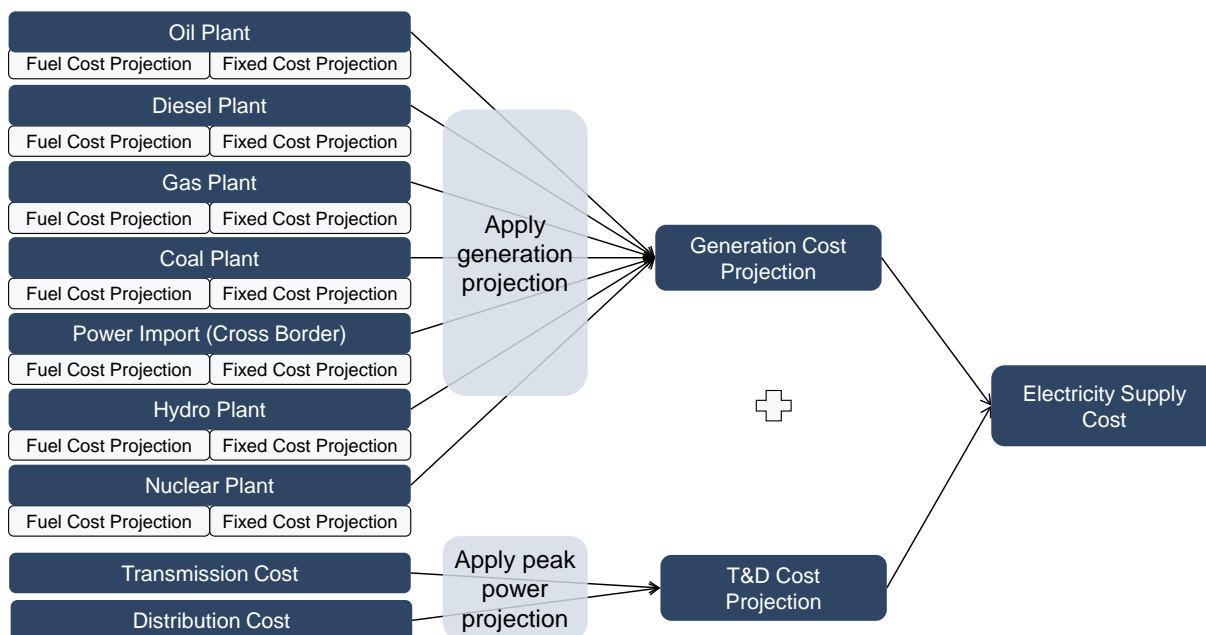 Oil Plant
Fuel Cost Projection Fixed Cost Projection
Diesel Plant
Fuel Cost Projection Fixed Cost Projection
Gas Plant
Fuel Cost Projection Fixed Cost Projection
Coal Plant
Fuel Cost Projection Fixed Cost Projection
Power Import (Cross Border)
Fuel Cost Projection Fixed Cost Projection
Hydro Plant
Fuel Cost Projection Fixed Cost Projection
Nuclear Plant
Fuel Cost Projection Fixed Cost Projection
Transmission Cost
Distribution Cost
Apply
generation
projection
Apply peak
power
projection
Generation Cost
Projection
T&D Cost
Projection
Electricity Supply
Cost